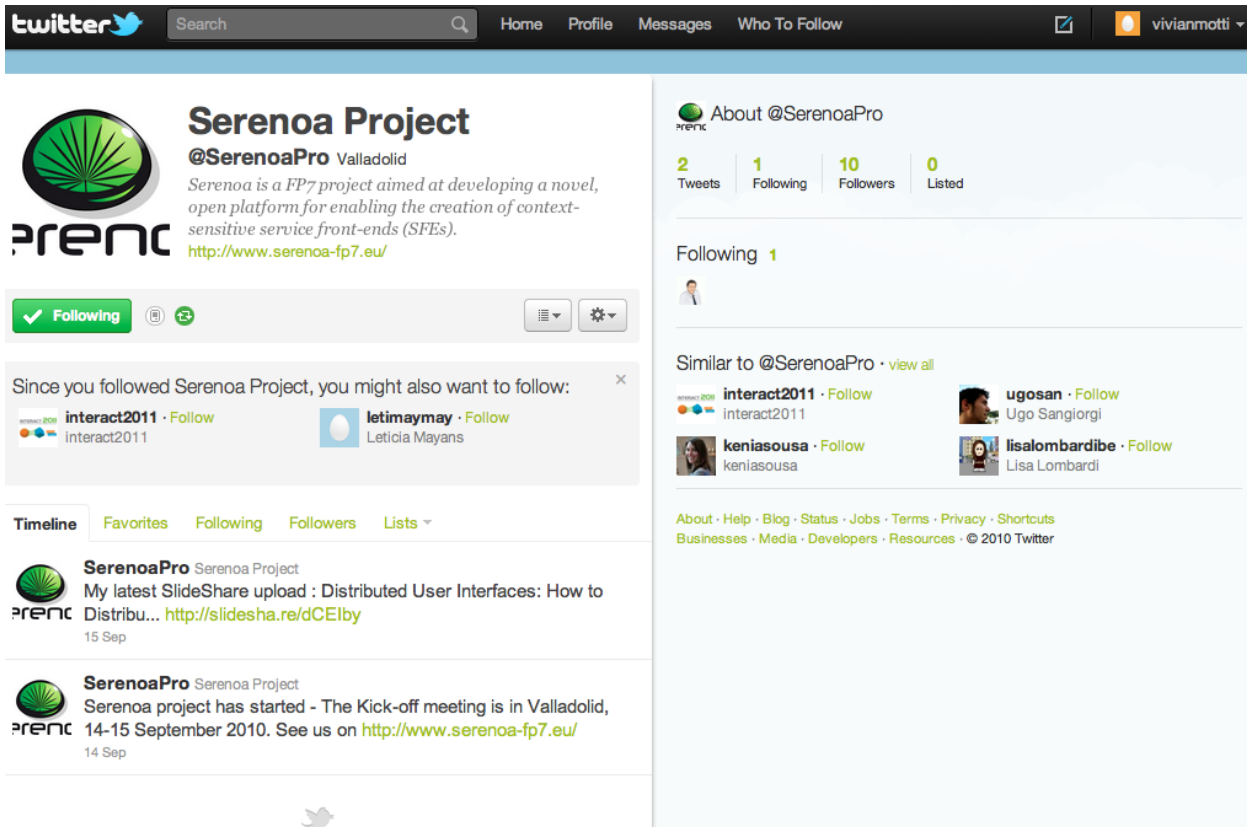 twitter Search Home Profile Messages Who To Follow vivianmotti
Serenoa Project
@SerenoaPro Valladolid
Serenoa is a FP7 project aimed at developing a novel,
open platform for enabling the creation of context-
sensitive service front-ends (SFEs).
http://www.serenoa-fp7.eu/
erenc
Following
Since you followed Serenoa Project, you might also want to follow:
interact2011 · Follow
interact2011
letimaymay · Follow
Leticia Mayans
Timeline Favorites Following Followers Lists
SerenoaPro Serenoa Project
My latest SlideShare upload : Distributed User Interfaces: How to
Distribu... http://slidesha.re/dCEIby
15 Sep
erenc
SerenoaPro Serenoa Project
Serenoa project has started - The Kick-off meeting is in Valladolid,
14-15 September 2010. See us on http://www.serenoa-fp7.eu/
14 Sep
erenc
About @SerenoaPro
erenc
2 1 10 0
Tweets Following Followers Listed
Following 1
Similar to @SerenoaPro · view all
interact2011 · Follow
interact2011
ugosan · Follow
Ugo Sangiorgi
keniasousa · Follow
keniasousa
lisalombardibe · Follow
Lisa Lombardi
About · Help · Blog · Status · Jobs · Terms · Privacy · Shortcuts
Businesses · Media · Developers · Resources · © 2010 Twitter